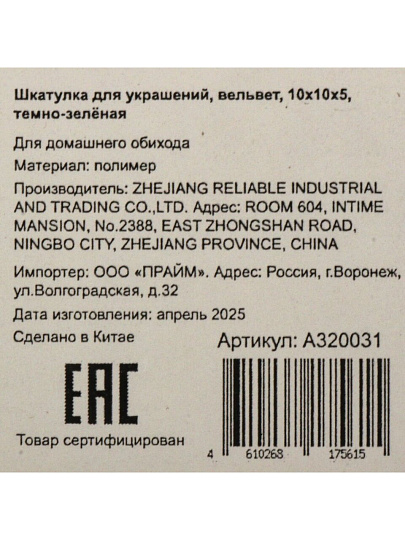 Шкатулка для украшений, вельвет, 10х10х5,
темно-зелёная
Для домашнего обихода
Материал: полимер
Производитель: ZHEJIANG RELIABLE INDUSTRIAL
AND TRADING CO.,LTD. Адрес: ROOM 604, INTIME
MANSION, No.2388, EAST ZHONGSHAN ROAD,
NINGBO CITY, ZHEJIANG PROVINCE, CHINA
Импортер: ООО «ПРАЙМ». Адрес: Россия, г.Воронеж,
ул.Волгоградская, д.32
Дата изготовления: апрель 2025
Сделано в Китае
Артикул: А320031
EAC
Товар сертифицирован
4 610268 175615